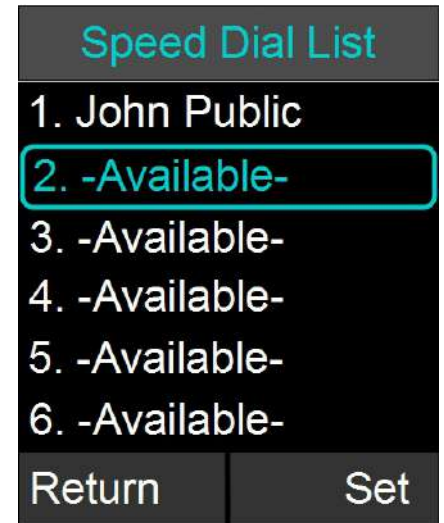 Speed Dial List
1. John Public
2. -Available-
3. -Available-
4. -Available-
5. -Available-
6. -Available-
Return Set